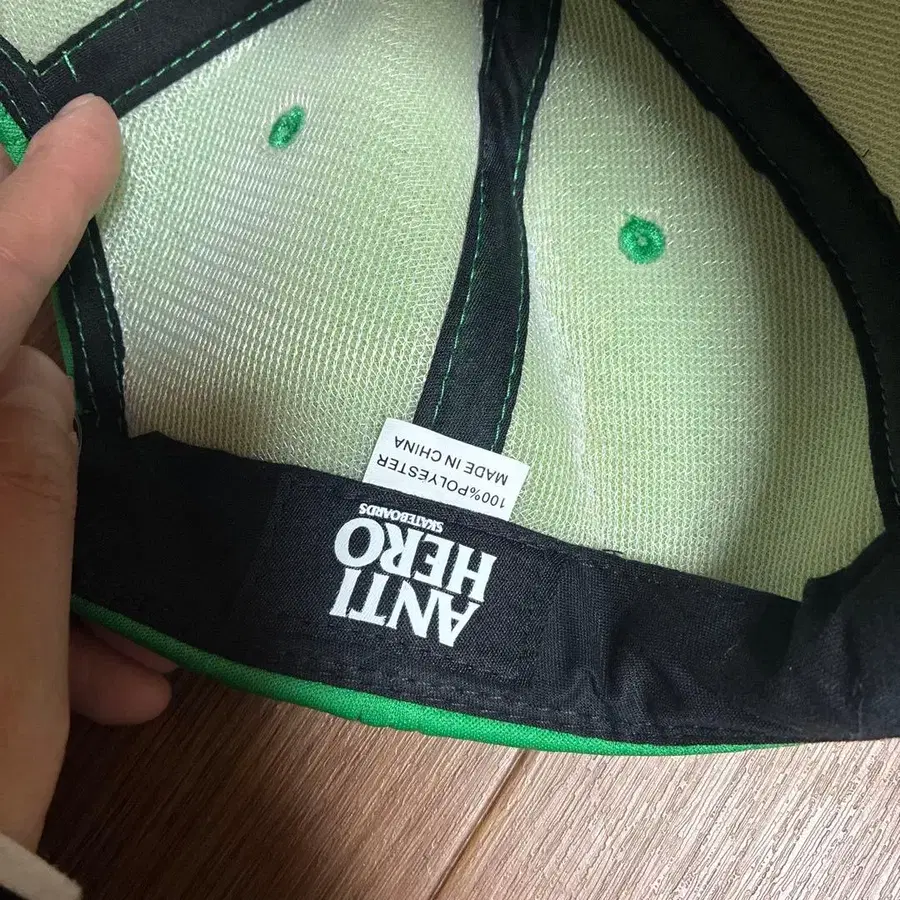 ANTI
HERO
SKATEBOARDS
100%POLYESTER
MADE IN CHINA